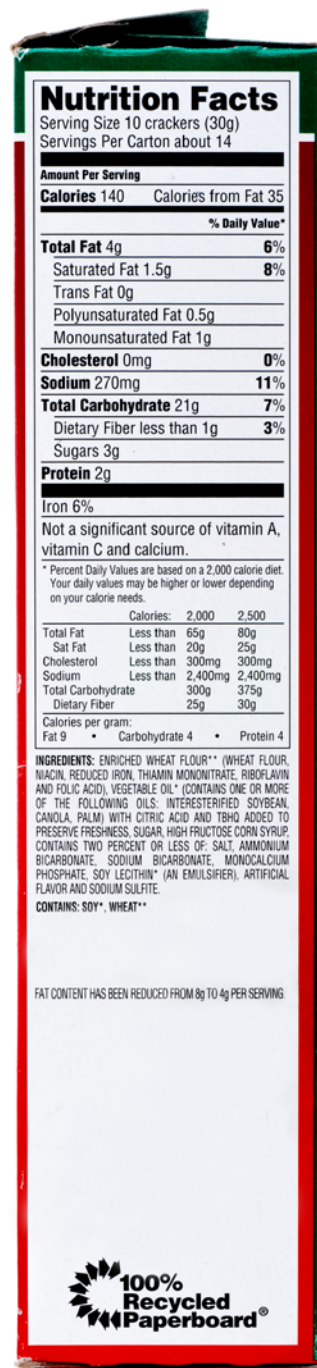 Nutrition Facts
Serving Size 10 crackers (30g)
Servings Per Carton about 14
Amount Per Serving
Calories 140 Calories from Fat 35
% Daily Value*
Total Fat 4g 6%
Saturated Fat 1.5g 8%
Trans Fat 0g
Polyunsaturated Fat 0.5g
Monounsaturated Fat 1g
Cholesterol 0mg 0%
Sodium 270mg 11%
Total Carbohydrate 21g 7%
Dietary Fiber less than 1g 3%
Sugars 3g
Protein 2g
Iron 6%
Not a significant source of vitamin A,
vitamin C and calcium.
* Percent Daily Values are based on a 2,000 calorie diet.
Your daily values may be higher or lower depending
on your calorie needs.
Calories: 2,000 2,500
Total Fat Less than 65g 80g
Sat Fat Less than 20g 25g
Cholesterol Less than 300mg 300mg
Sodium Less than 2,400mg 2,400mg
Total Carbohydrate 300g 375g
Dietary Fiber 25g 30g
Calories per gram:
Fat 9 • Carbohydrate 4 • Protein 4
INGREDIENTS: ENRICHED WHEAT FLOUR** (WHEAT FLOUR,
NIACIN, REDUCED IRON, THIAMIN MONONITRATE, RIBOFLAVIN
AND FOLIC ACID), VEGETABLE OIL* (CONTAINS ONE OR MORE
OF THE FOLLOWING OILS: INTERESTERIFIED SOYBEAN,
CANOLA, PALM) WITH CITRIC ACID AND TBHQ ADDED TO
PRESERVE FRESHNESS, SUGAR, HIGH FRUCTOSE CORN SYRUP,
CONTAINS TWO PERCENT OR LESS OF: SALT, AMMONIUM
BICARBONATE, SODIUM BICARBONATE, MONOCALCIUM
PHOSPHATE, SOY LECITHIN* (AN EMULSIFIER), ARTIFICIAL
FLAVOR AND SODIUM SULFITE.
CONTAINS: SOY*, WHEAT**
FAT CONTENT HAS BEEN REDUCED FROM 8g TO 4g PER SERVING
100%
Recycled
Paperboard®